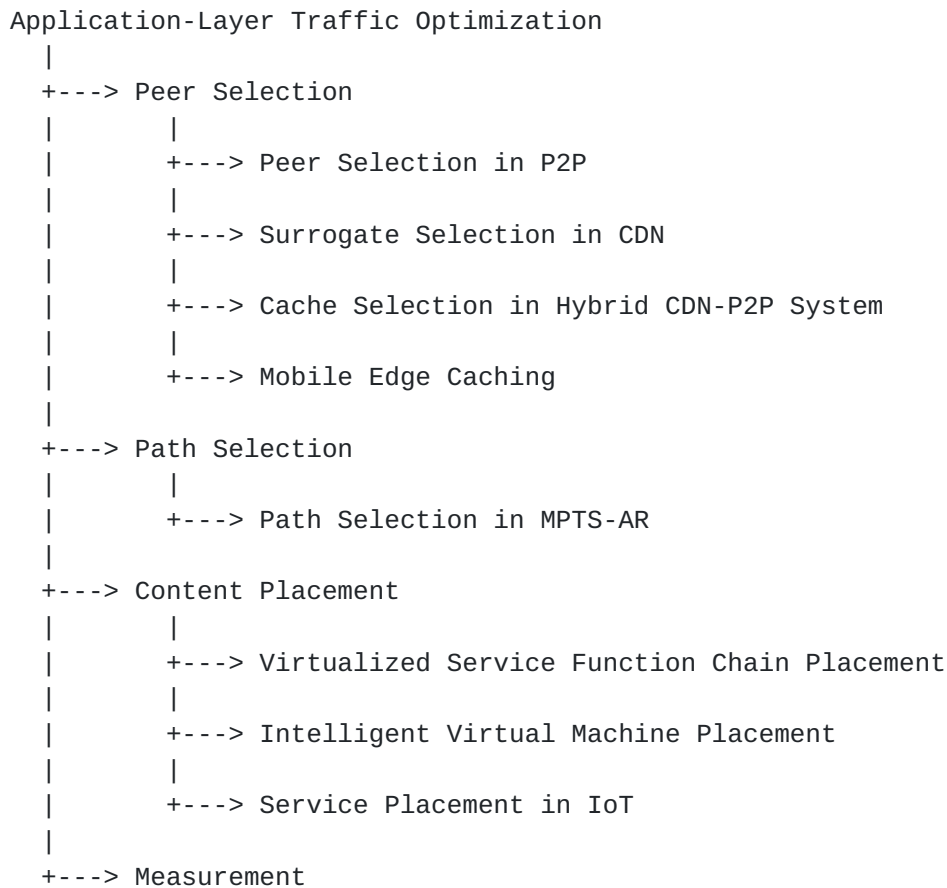 Application-Layer Traffic Optimization
  |
  +---> Peer Selection
  |       |
  |       +---> Peer Selection in P2P
  |       |
  |       +---> Surrogate Selection in CDN
  |       |
  |       +---> Cache Selection in Hybrid CDN-P2P System
  |       |
  |       +---> Mobile Edge Caching
  |
  +---> Path Selection
  |       |
  |       +---> Path Selection in MPTS-AR
  |
  +---> Content Placement
  |       |
  |       +---> Virtualized Service Function Chain Placement
  |       |
  |       +---> Intelligent Virtual Machine Placement
  |       |
  |       +---> Service Placement in IoT
  |
  +---> Measurement